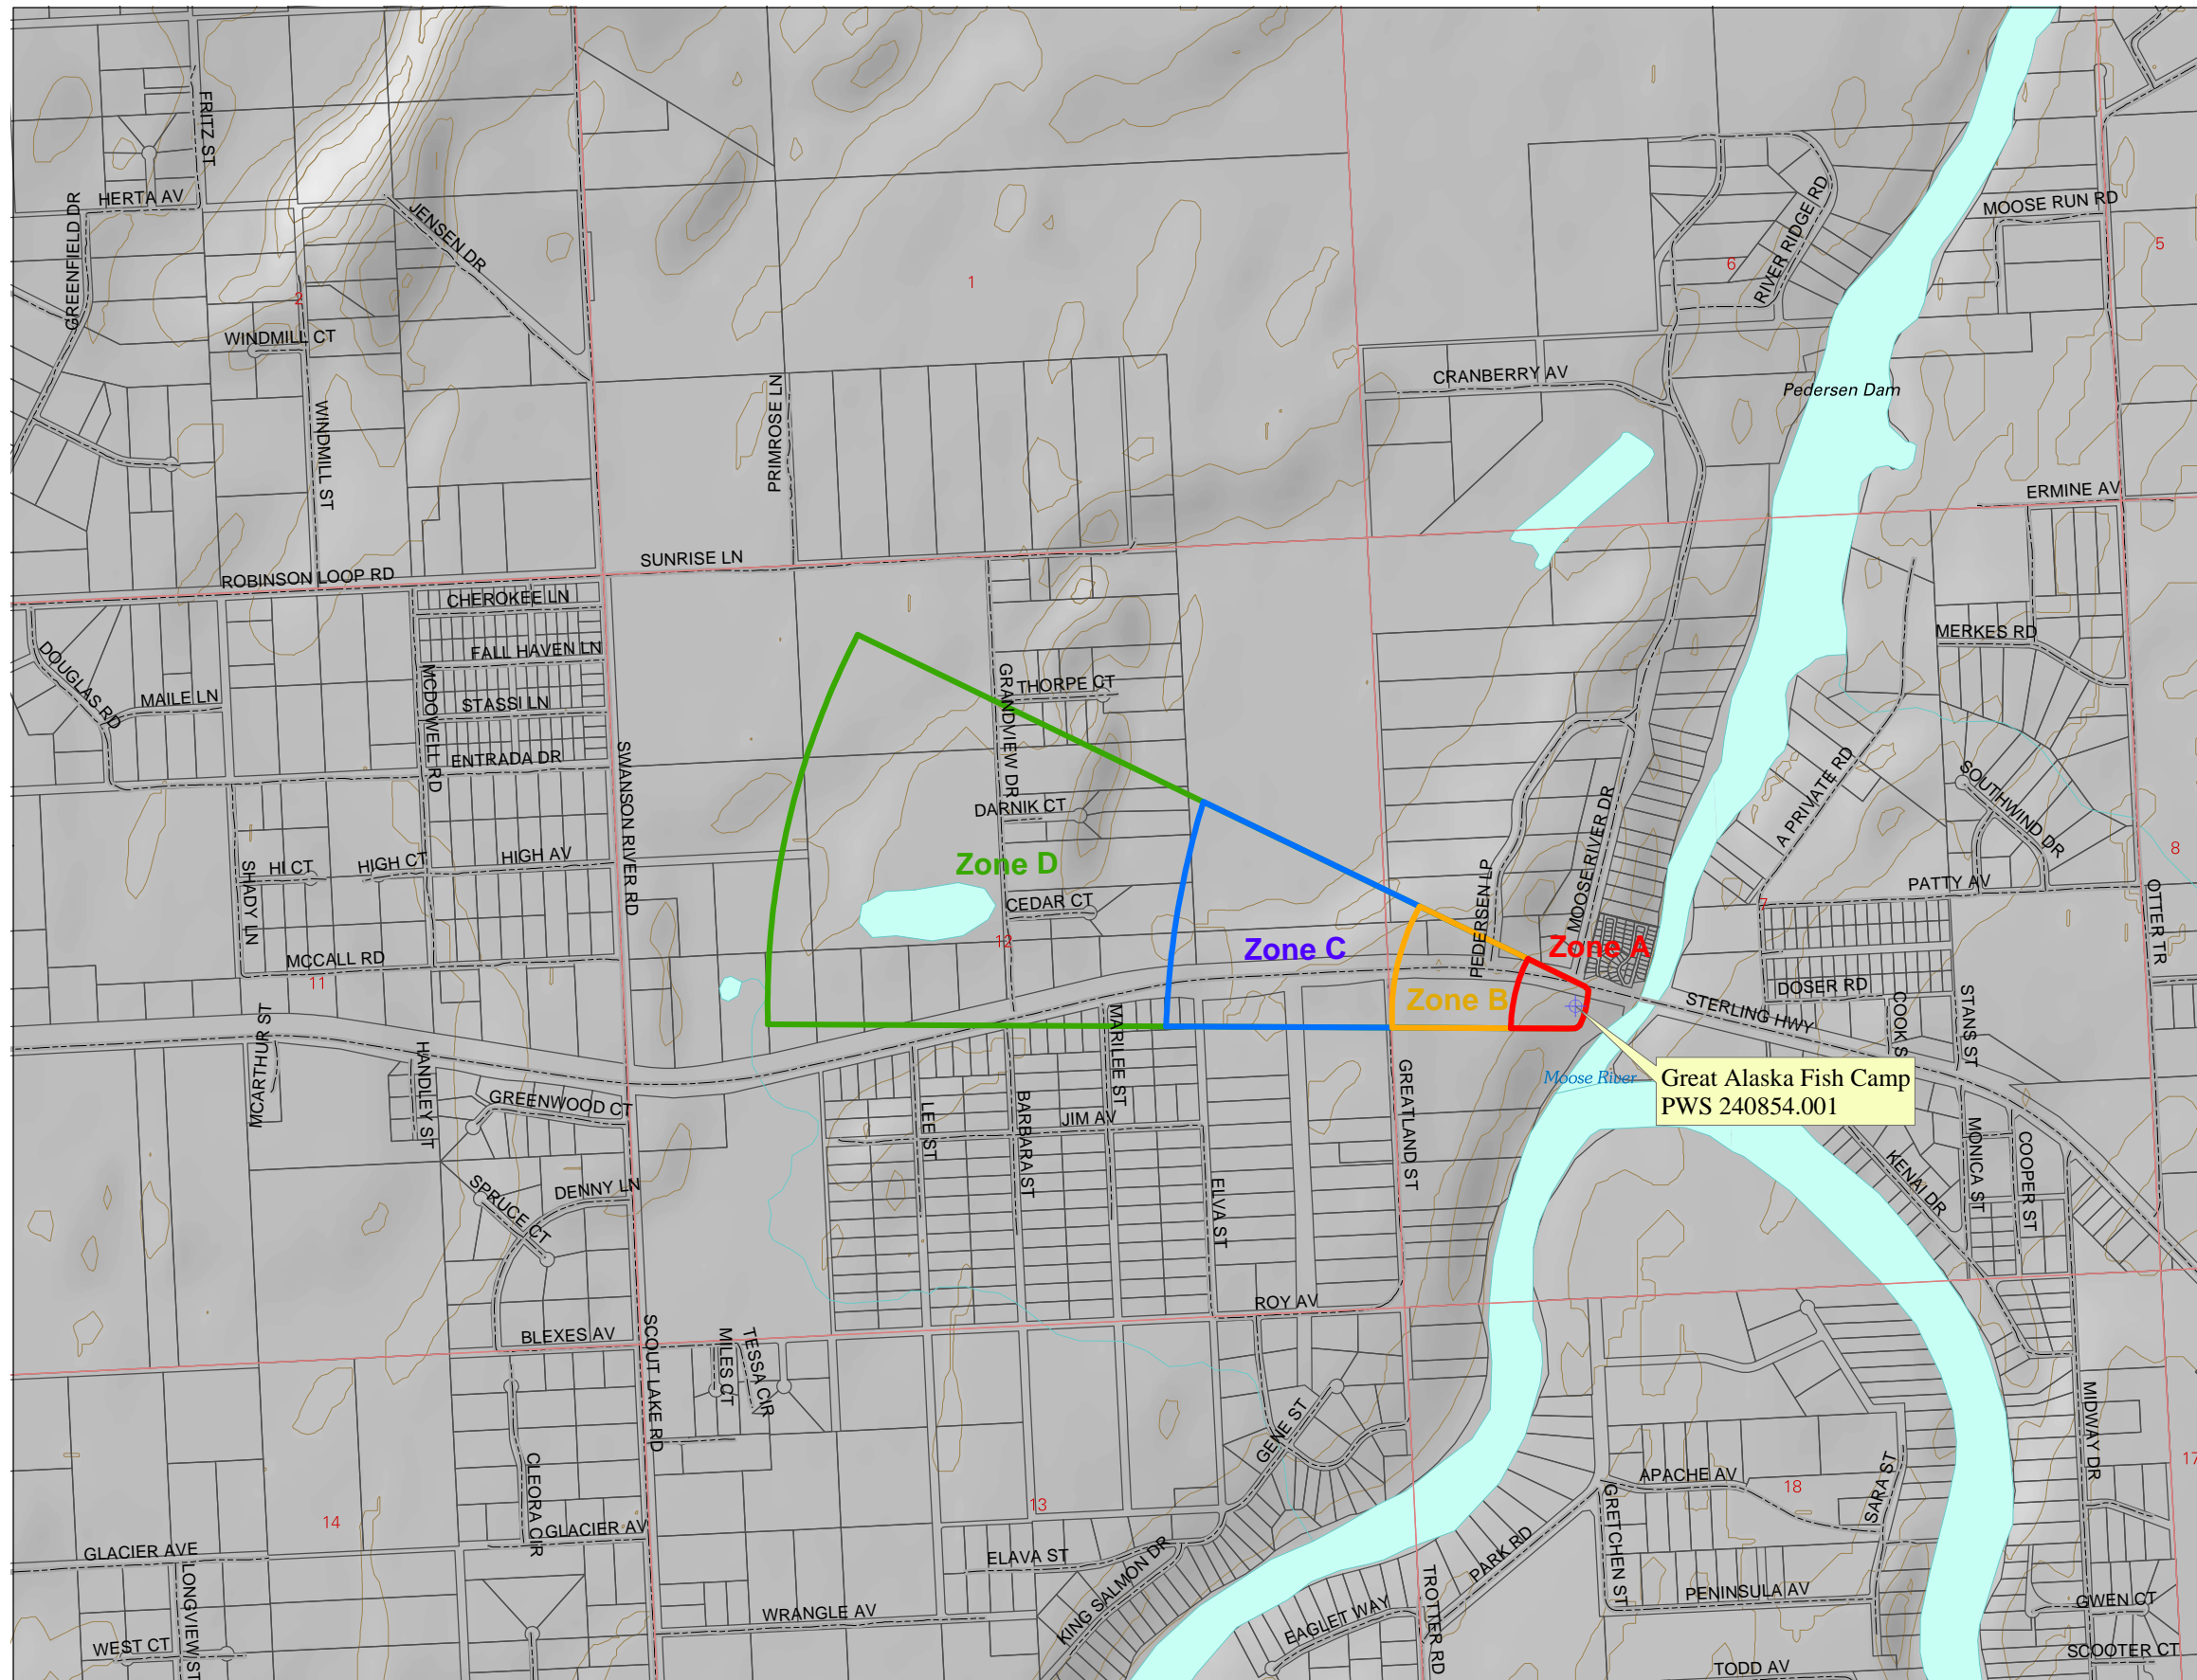 FRITZ ST
HERTA AV
GREENFIELD DR
JENSEN DR
MOOSE RUN RD
RIVER RIDGE RD
5
6
1
2
WINDMILL CT
WINDMILL ST
PRIMROSE LN
CRANBERRY AV
Pedersen Dam
ERMINE AV
SUNRISE LN
ROBINSON LOOP RD
CHEROKEE LN
FALL HAVEN LN
STASSI LN
ENTRADA DR
MCDOWELL RD
DOUGLAS RD
MAILE LN
SWANSON RIVER RD
GRANDVIEW DR
THORPE CT
DARNIK CT
MERKES RD
SOUTHWIND DR
A PRIVATE RD
MOOSE RIVER DR
PEDERSEN LP
HIGH AV
HIGH CT
HI CT
SHADY LN
Zone D
CEDAR CT
8
PATTY AV
7
OTTER TR
12
Zone C
Zone A
MCCALL RD
11
Zone B
DOSER RD
STERLING HWY
COOK S
STANS ST
MCARTHUR ST
HANDLEY ST
MARILEE ST
GREATLAND ST
Moose River
Great Alaska Fish Camp
PWS 240854.001
GREENWOOD CT
LEE ST
BARBARA ST
JIM AV
ELVA ST
KENAI DR
MONICA ST
COOPER ST
SPRUCE CT
DENNY LN
ROY AV
BLEXES AV
SCOUT LAKE RD
MILES CT
TESSA CIR
GENE ST
MIDWAY DR
CLEORA CIR
17
APACHE AV
18
SARA ST
GRETCHEN ST
13
14
GLACIER AV
GLACIER AVE
ELAVA ST
KING SALMON DR
PARK RD
TROTTER RD
LONGVIEW ST
WRANGLE AV
EAGLET WAY
PENINSULA AV
GWEN CT
WEST CT
SCOOTER CT
TODD AV